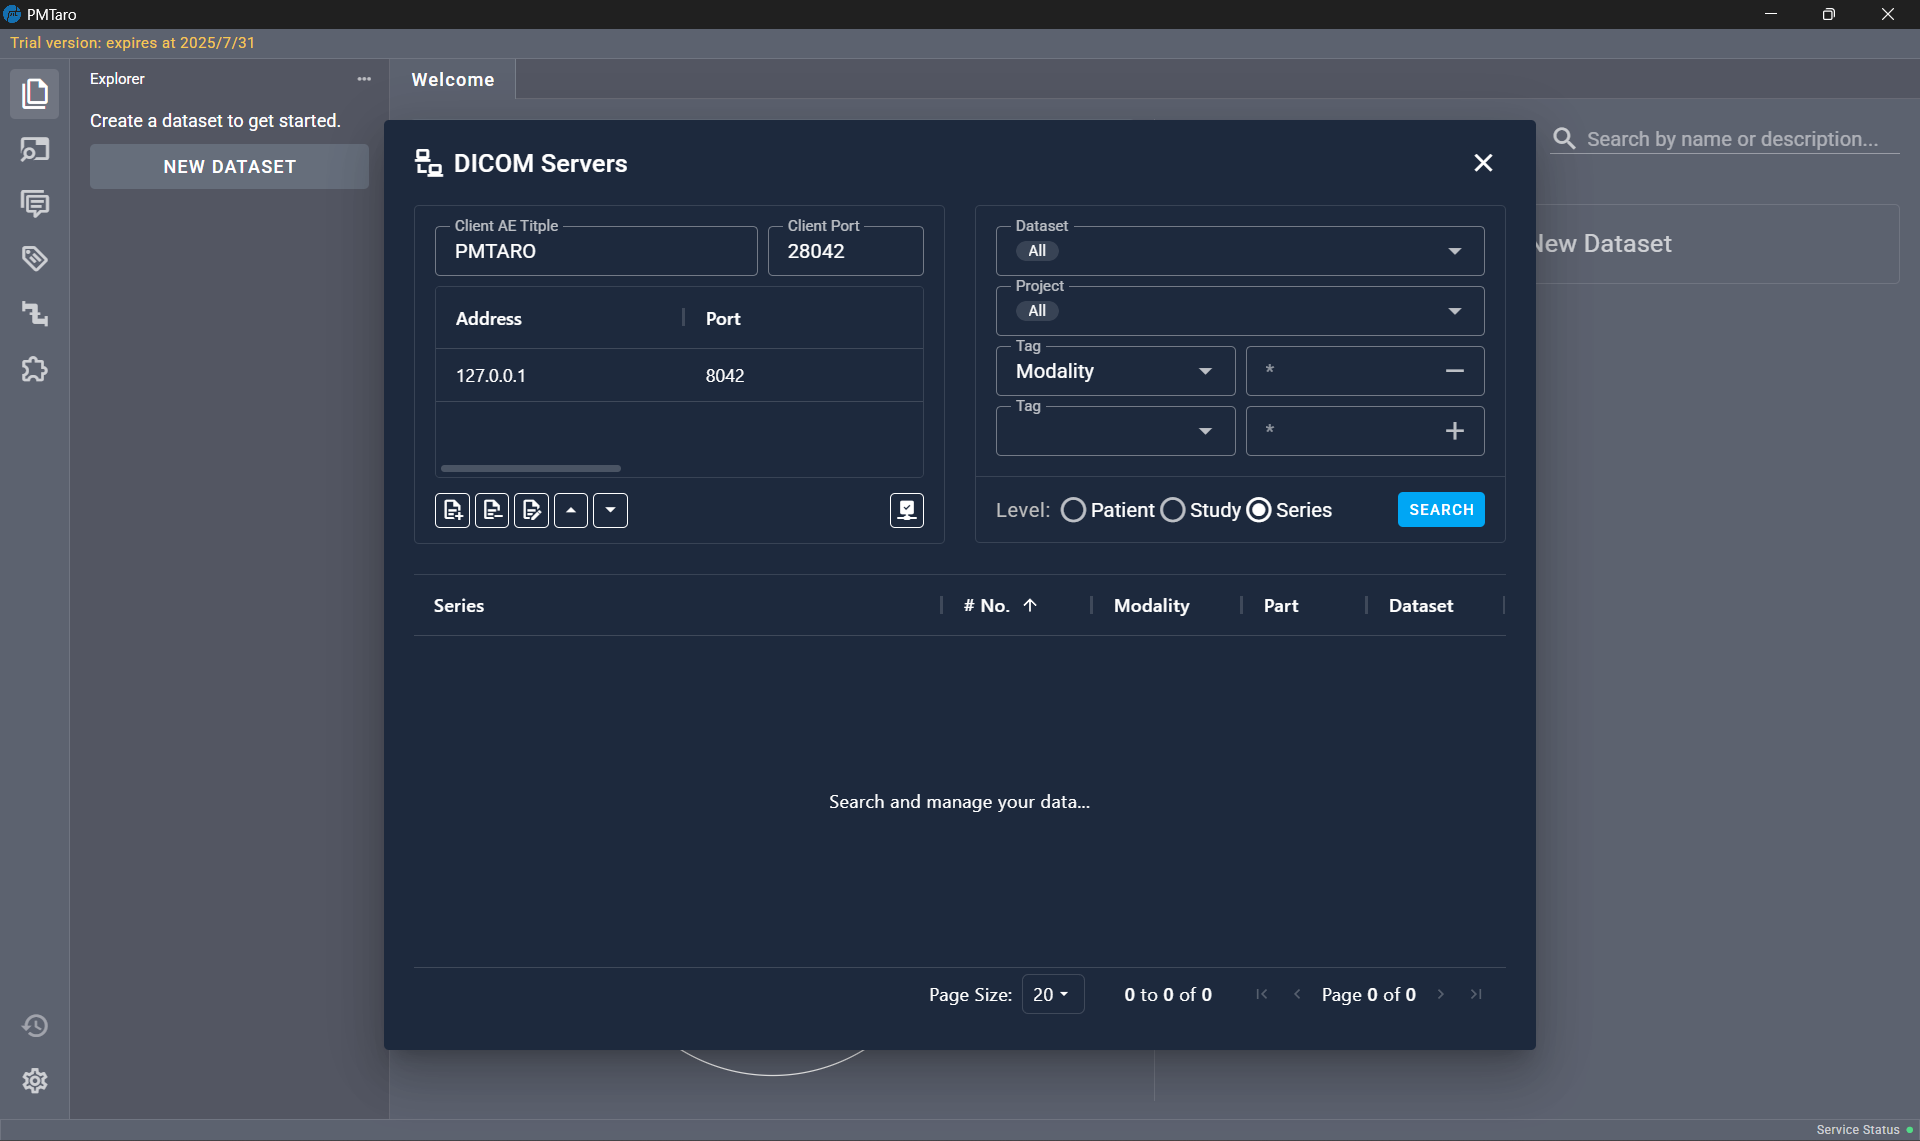 PMTaro
Trial version: expires at 2025/7/31
Explorer
Welcome
Create a dataset to get started.
NEW DATASET
Search by name or description...
New Dataset
DICOM Servers
Client AE Titple
PMTARO
Client Port
28042
Address
Port
127.0.0.1
8042
Dataset
All
Project
All
Tag
Modality
*
Tag
*
Level:
Patient
Study
Series
SEARCH
Series
# No.
Modality
Part
Dataset
Search and manage your data...
Page Size:
20
0 to 0 of 0
Page 0 of 0
Service Status